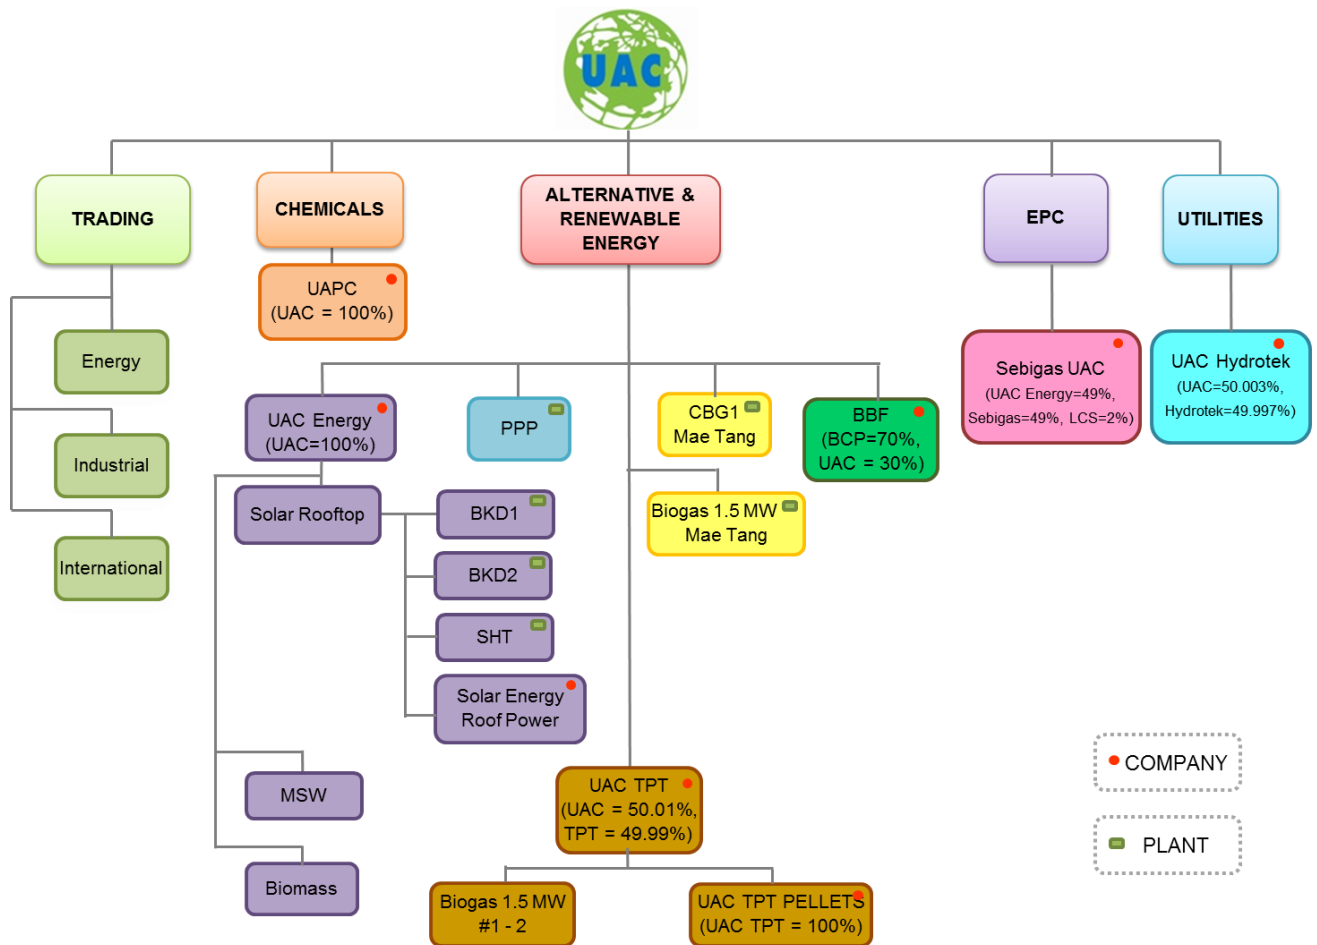 UAC
TRADING
CHEMICALS
ALTERNATIVE &
RENEWABLE
ENERGY
EPC
UTILITIES
UAPC
(UAC = 100%)
Energy
Industrial
International
UAC Energy
(UAC=100%)
PPP
CBG1
Mae Tang
BBF
(BCP=70%,
UAC = 30%)
Sebigas UAC
(UAC Energy=49%,
Sebigas=49%, LCS=2%)
UAC Hydrotek
(UAC=50.003%,
Hydrotek=49.997%)
Solar Rooftop
BKD1
BKD2
SHT
Solar Energy
Roof Power
Biogas 1.5 MW
Mae Tang
MSW
Biomass
UAC TPT
(UAC = 50.01%,
TPT = 49.99%)
Biogas 1.5 MW
#1 - 2
UAC TPT PELLETS
(UAC TPT = 100%)
COMPANY
PLANT